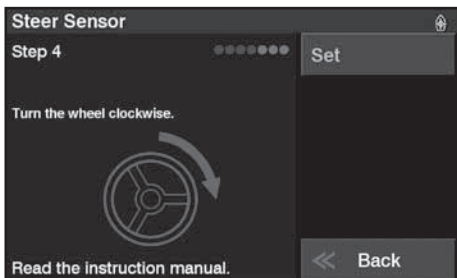 Steer Sensor
Step 4
Set
Turn the wheel clockwise.
Read the instruction manual.
Back